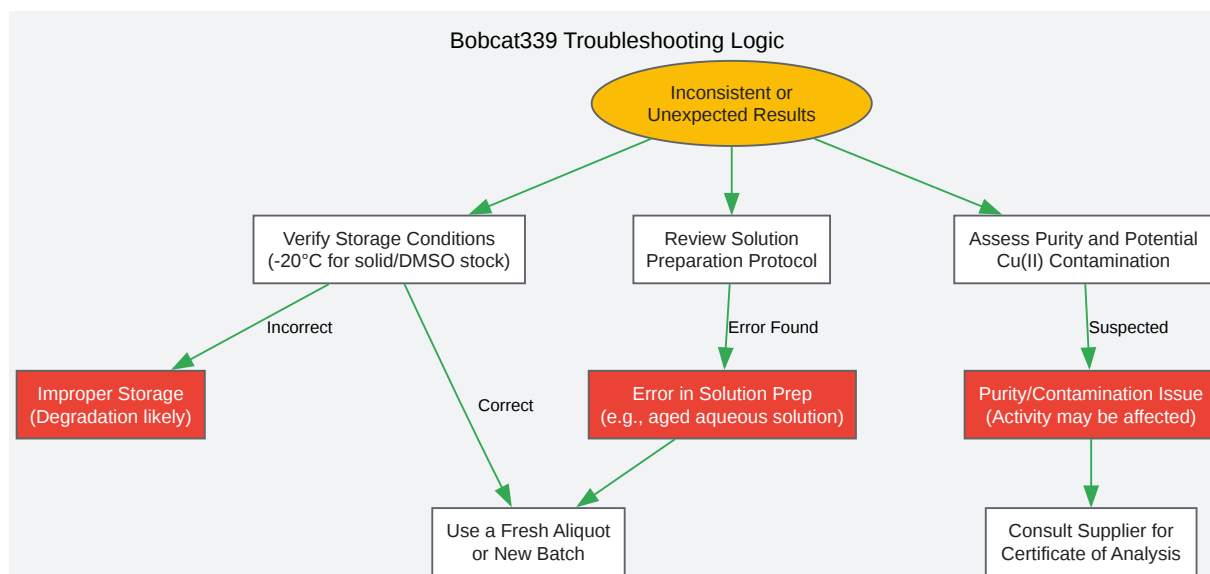 Bobcat339 Troubleshooting Logic
Inconsistent or
Unexpected Results
Verify Storage Conditions
(-20°C for solid/DMSO stock)
Review Solution
Preparation Protocol
Assess Purity and Potential
Cu(II) Contamination
Incorrect
Error Found
Suspected
Improper Storage
(Degradation likely)
Correct
Error in Solution Prep
(e.g., aged aqueous solution)
Purity/Contamination Issue
(Activity may be affected)
Use a Fresh Aliquot
or New Batch
Consult Supplier for
Certificate of Analysis